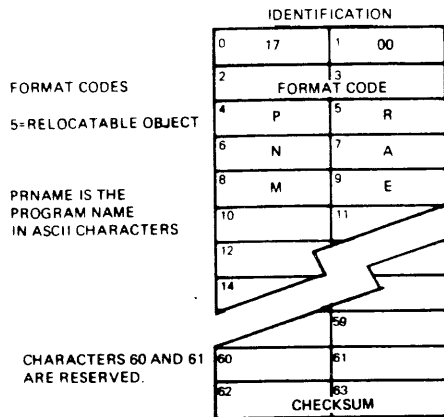 IDENTIFICATION
0 17 1 00
2 3
FORMAT CODES FORMAT CODE
4 P 5 R
5=RELOCATABLE OBJECT
6 N 7 A
8 M 9 E
PRNAME IS THE
PROGRAM NAME
IN ASCII CHARACTERS
10 11
12
14
59
CHARACTERS 60 AND 61
ARE RESERVED.
60 61
62 63
CHECKSUM